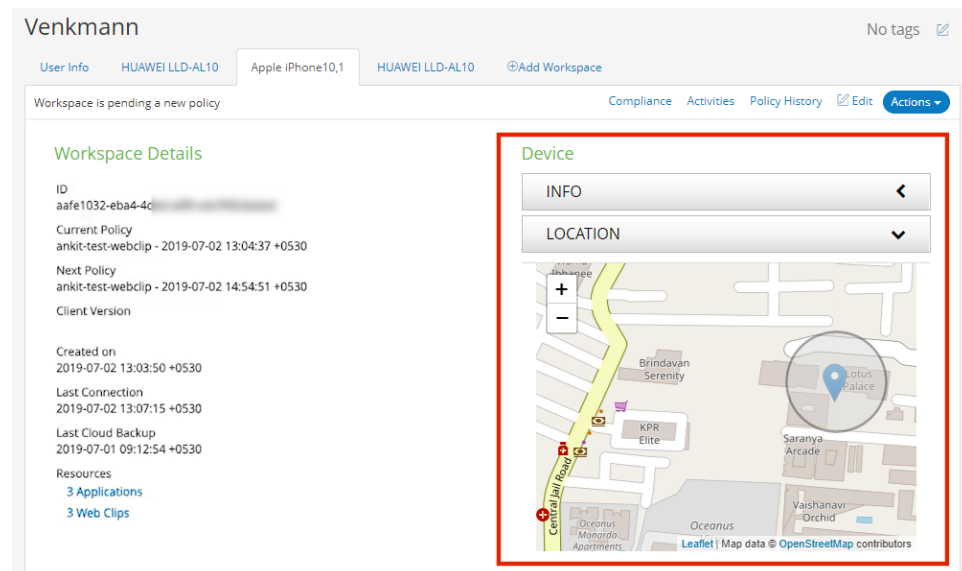 Venkmann
No tags
User Info
HUAWEI LLD-AL10
Apple iPhone10,1
HUAWEI LLD-AL10
Add Workspace
Workspace is pending a new policy
Compliance
Activities
Policy History
Edit
Actions
Workspace Details
ID
aafe1032-eba4-4d
Current Policy
ankit-test-webclip - 2019-07-02 13:04:37 +0530
Next Policy
ankit-test-webclip - 2019-07-02 14:54:51 +0530
Client Version
Created on
2019-07-02 13:03:50 +0530
Last Connection
2019-07-02 13:07:15 +0530
Last Cloud Backup
2019-07-01 09:12:54 +0530
Resources
3 Applications
3 Web Clips
Device
INFO
LOCATION
Ibbanee
+
−
Brindavan
Serenity
Lotus
Palace
KPR
Elite
Saranya
Arcade
Central Jail Road
Vaishanavi
Orchid
Oceanus
Monarda
Apartments
Oceanus
Leaflet | Map data © OpenStreetMap contributors